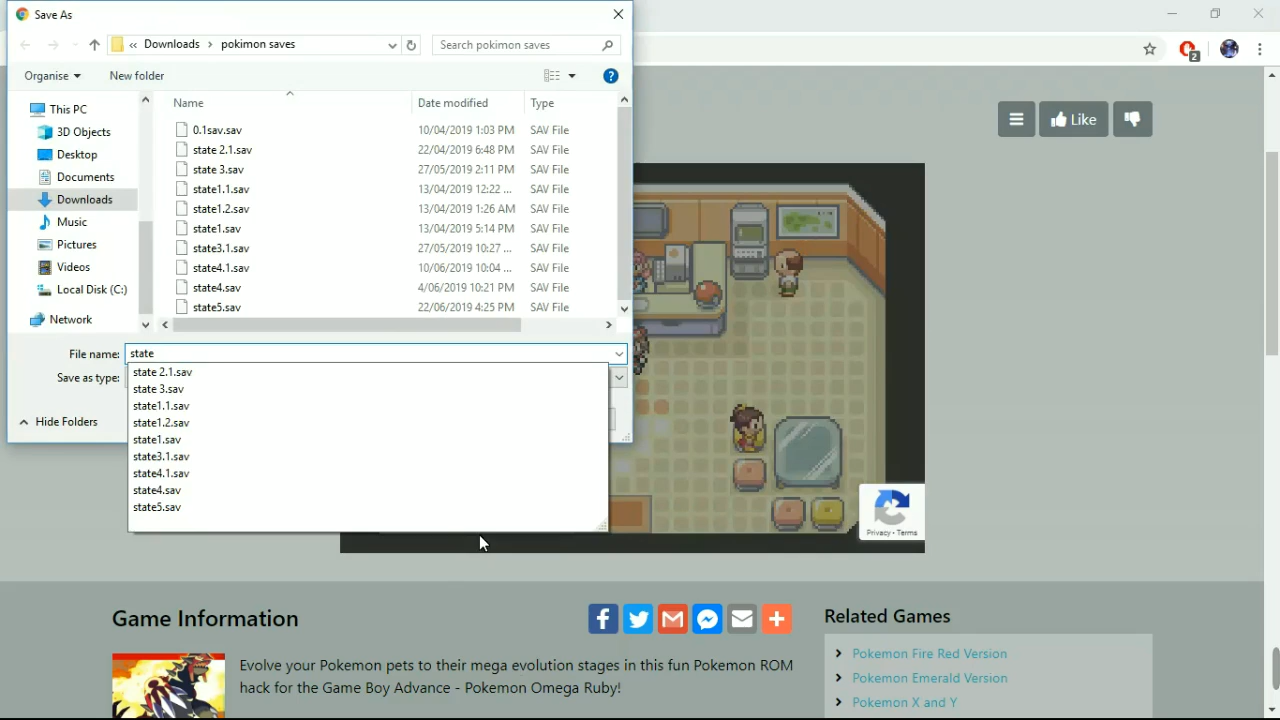 Save As
Downloads > pokimon saves
Search pokimon saves
Organise
New folder
2
This PC
3D Objects
Desktop
Documents
Downloads
Music
Pictures
Videos
Local Disk (C:)
Network
Name Date modified Type
0.1sav.sav 10/04/2019 1:03 PM SAV File
state 2.1.sav 22/04/2019 6:48 PM SAV File
state 3.sav 27/05/2019 2:11 PM SAV File
state1.1.sav 13/04/2019 12:22 ... SAV File
state1.2.sav 13/04/2019 1:26 AM SAV File
state1.sav 13/04/2019 5:14 PM SAV File
state3.1.sav 27/05/2019 10:27 ... SAV File
state4.1.sav 10/06/2019 10:04 ... SAV File
state4.sav 4/06/2019 10:21 PM SAV File
state5.sav 22/06/2019 4:25 PM SAV File
File name: state
Save as type:
state 2.1.sav
state 3.sav
state1.1.sav
state1.2.sav
state1.sav
state3.1.sav
state4.1.sav
state4.sav
state5.sav
Hide Folders
Like
Privacy - Terms
Game Information
Evolve your Pokemon pets to their mega evolution stages in this fun Pokemon ROM
hack for the Game Boy Advance - Pokemon Omega Ruby!
Related Games
Pokemon Fire Red Version
Pokemon Emerald Version
Pokemon X and Y